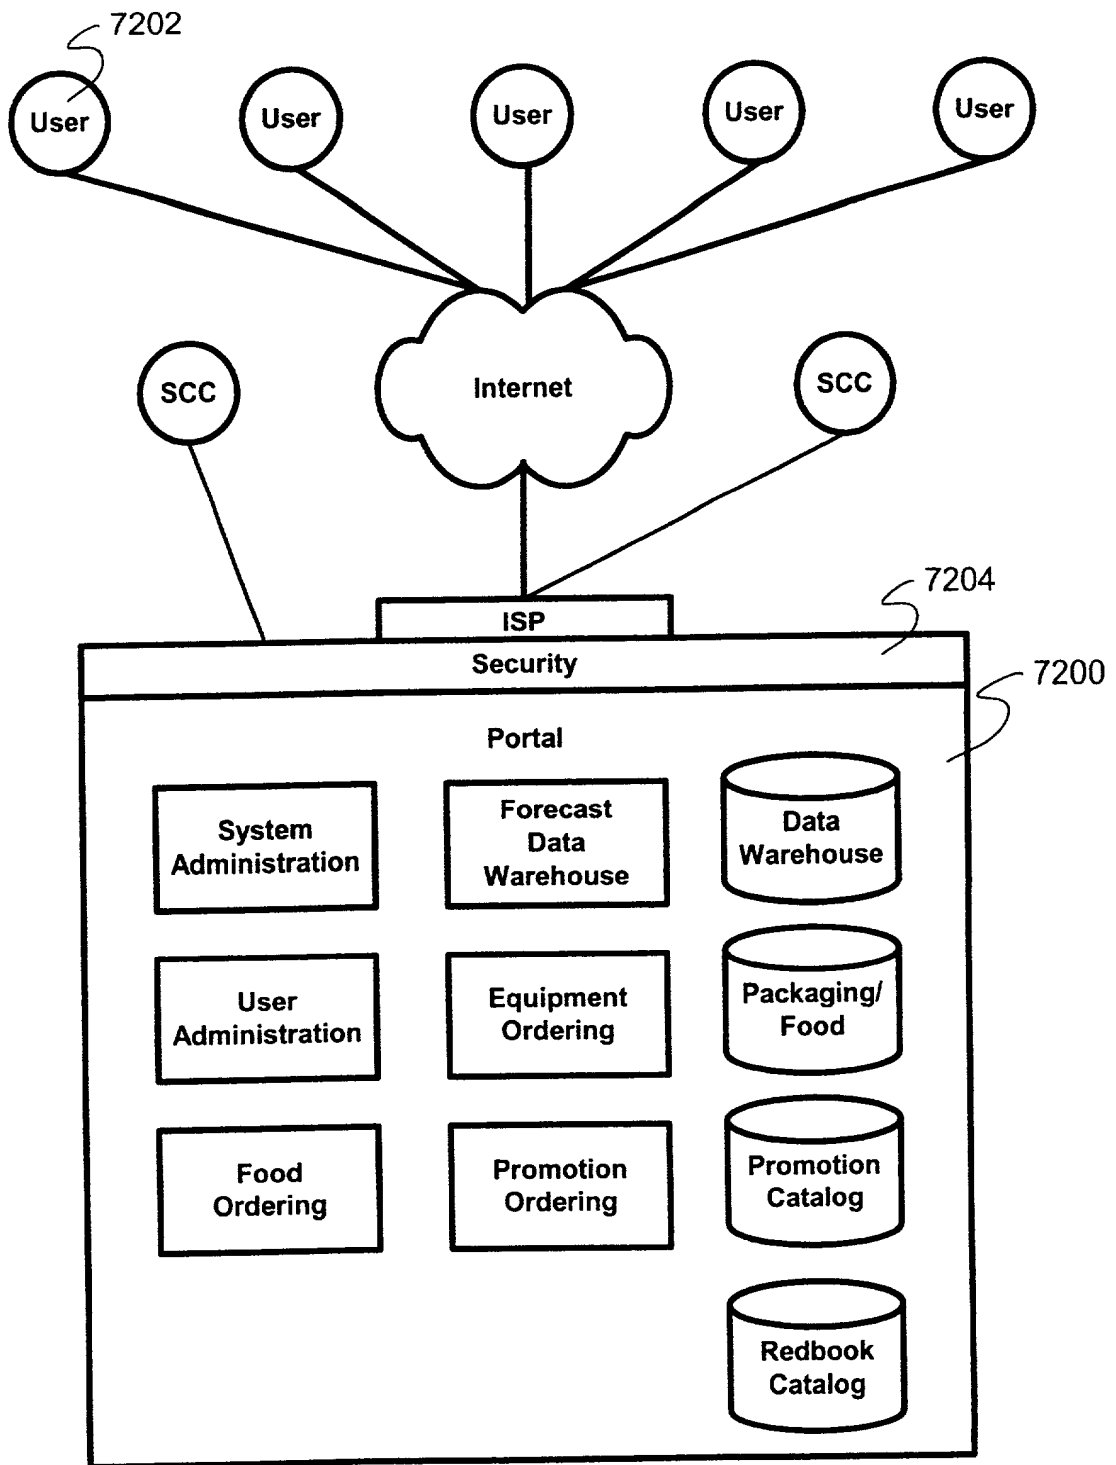 7202
User
User
User
User
User
SCC
Internet
SCC
ISP
7204
Security
7200
Portal
System
Administration
Forecast
Data
Warehouse
Data
Warehouse
User
Administration
Equipment
Ordering
Packaging/
Food
Food
Ordering
Promotion
Ordering
Promotion
Catalog
Redbook
Catalog